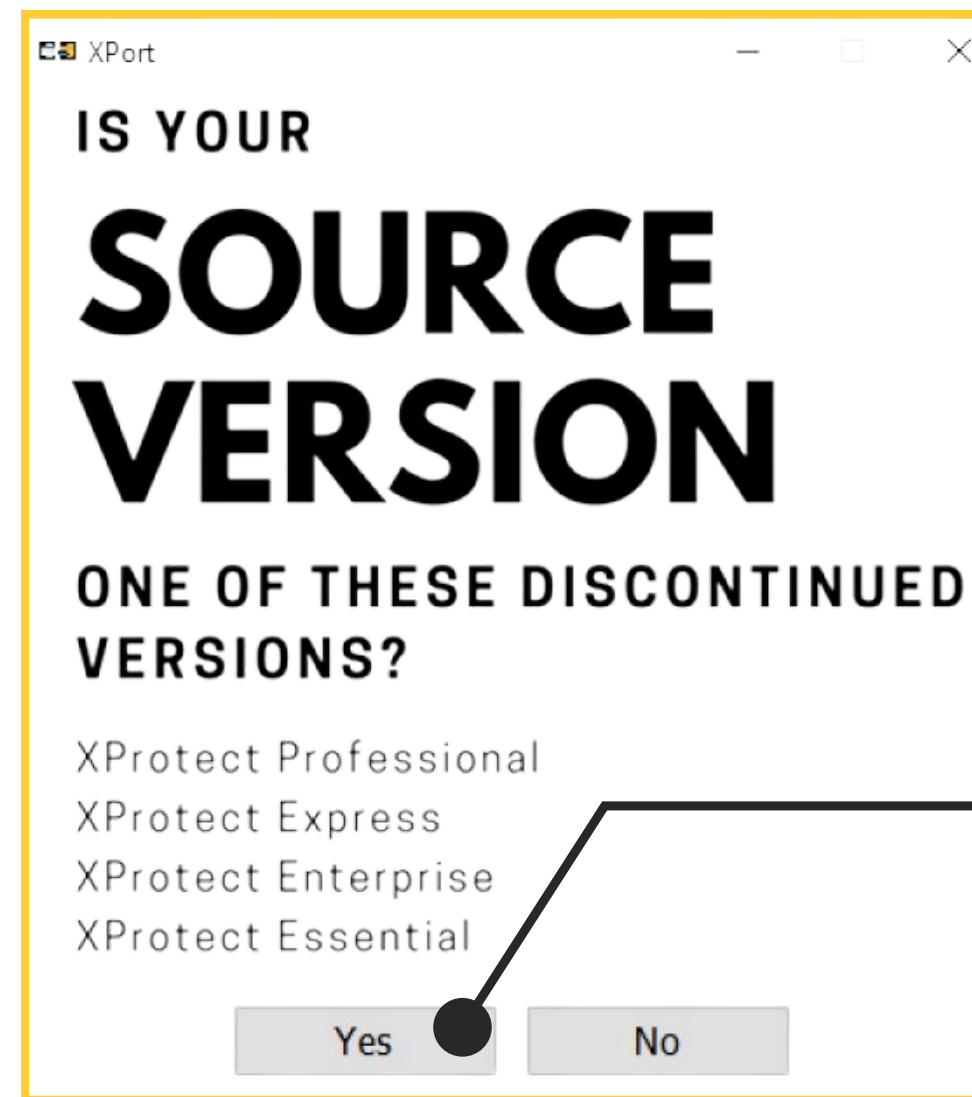 XPort
IS YOUR
SOURCE
VERSION
ONE OF THESE DISCONTINUED
VERSIONS?
XProtect Professional
XProtect Express
XProtect Enterprise
XProtect Essential
Yes No